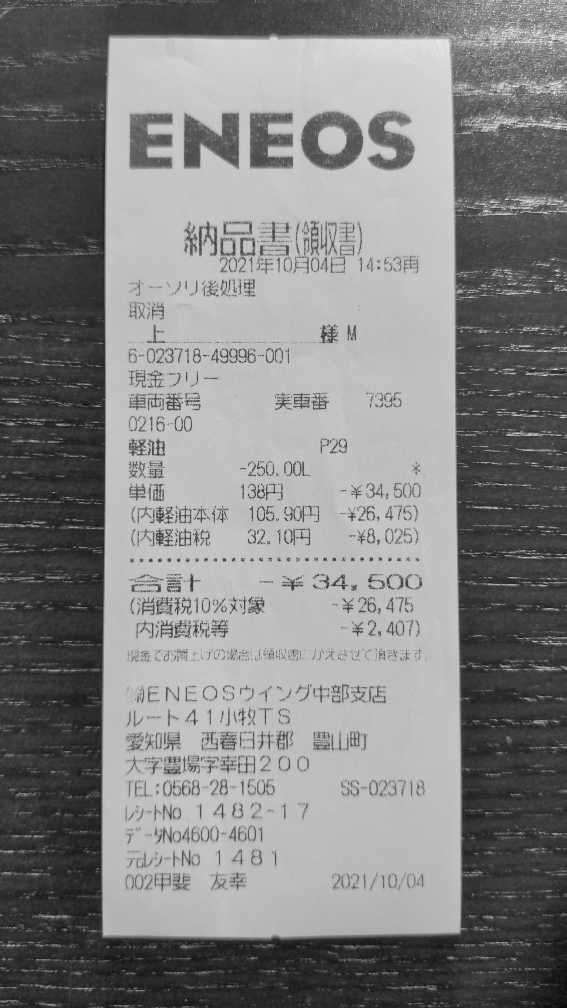 ENEOS
納品書(領収書)
2021年10月04日 14:53再
オーソリ後処理
取消
上 様 M
6-023718-49996-001
現金フリー
車両番号 実車番 7395
0216-00
軽油 P29
数量 -250.00L *
単価 138円 -¥34,500
(内軽油本体 105.90円 -¥26,475)
(内軽油税 32.10円 -¥8,025)
合計 -¥34,500
(消費税10%対象 -¥26,475
内消費税等 -¥2,407)
現金でお買上げの場合は領収書にかえさせて頂きます。
㈱ENEOSウイング中部支店
ルート41小牧TS
愛知県 西春日井郡 豊山町
大字豊場字幸田200
TEL:0568-28-1505 SS-023718
レシートNo 1482-17
データNo4600-4601
元レシートNo 1481
002甲斐 友幸 2021/10/04